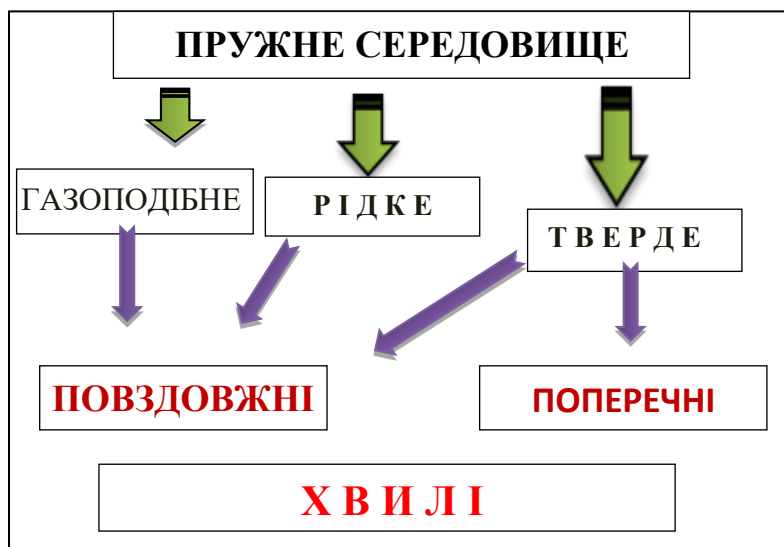 ПРУЖНЕ СЕРЕДОВИЩЕ
ГАЗОПОДІБНЕ
Р І Д К Е
Т В Е Р Д Е
ПОВЗДОВЖНІ
ПОПЕРЕЧНІ
Х В И Л І